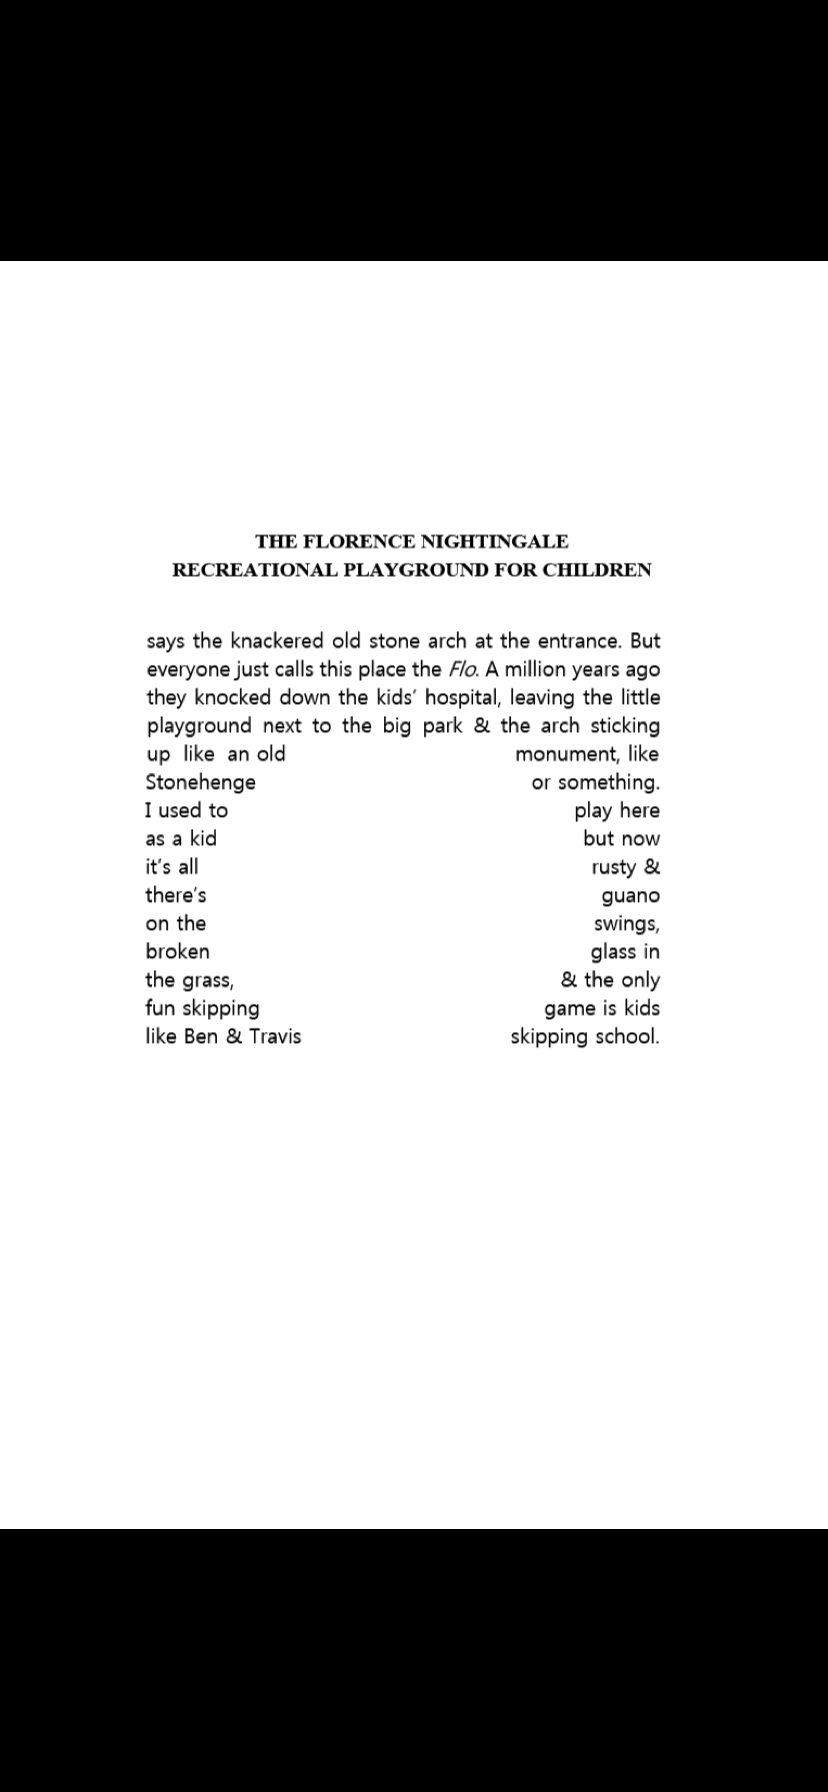 THE FLORENCE NIGHTINGALE
RECREATIONAL PLAYGROUND FOR CHILDREN
says the knackered old stone arch at the entrance. But
everyone just calls this place the Flo. A million years ago
they knocked down the kids’ hospital, leaving the little
playground next to the big park & the arch sticking
up like an old monument, like
Stonehenge or something.
I used to play here
as a kid but now
it’s all rusty &
there’s guano
on the swings,
broken glass in
the grass, & the only
fun skipping game is kids
like Ben & Travis skipping school.